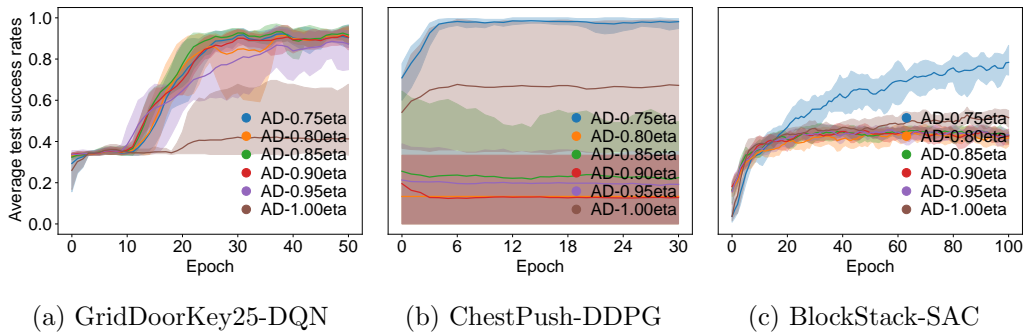 Average test success rates
1.0
0.8
0.6
0.4
0.2
0.0
AD-0.75eta
AD-0.80eta
AD-0.85eta
AD-0.90eta
AD-0.95eta
AD-1.00eta
0 10 20 30 40 50
Epoch
AD-0.75eta
AD-0.80eta
AD-0.85eta
AD-0.90eta
AD-0.95eta
AD-1.00eta
0 6 12 18 24 30
Epoch
AD-0.75eta
AD-0.80eta
AD-0.85eta
AD-0.90eta
AD-0.95eta
AD-1.00eta
0 20 40 60 80 100
Epoch
(a) GridDoorKey25-DQN
(b) ChestPush-DDPG
(c) BlockStack-SAC